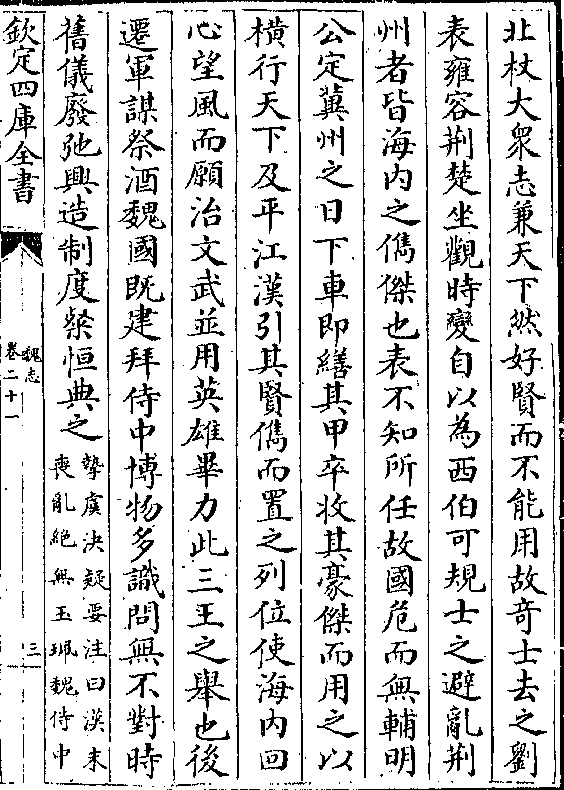 北杖大衆志兼天下然好賢而不能用故奇士去之劉
表雍容荆楚坐觀時變自以為西伯可規士之避亂荆
州者皆海内之儁傑也表不知所任故國危而無輔明
公定冀州之日下車即繕其甲卒收其豪傑而用之以
横行天下及平江漢引其賢儁而置之列位使海内回
心望風而願治文武並用英雄畢力此三王之舉也後
遷軍謀祭酒魏國既建拜侍中博物多識問無不對時
舊儀廢弛興造制度粲恒典之
摯虞決疑要注曰漢末
喪亂絶無玉珮魏侍中
欽定四庫全書
魏志
卷二十一
三